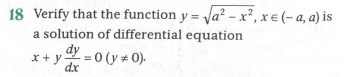 18 Verify that the function y = √(a² – x²), x ∈ (– a, a) is
a solution of differential equation
x + y dy/dx = 0 (y ≠ 0).